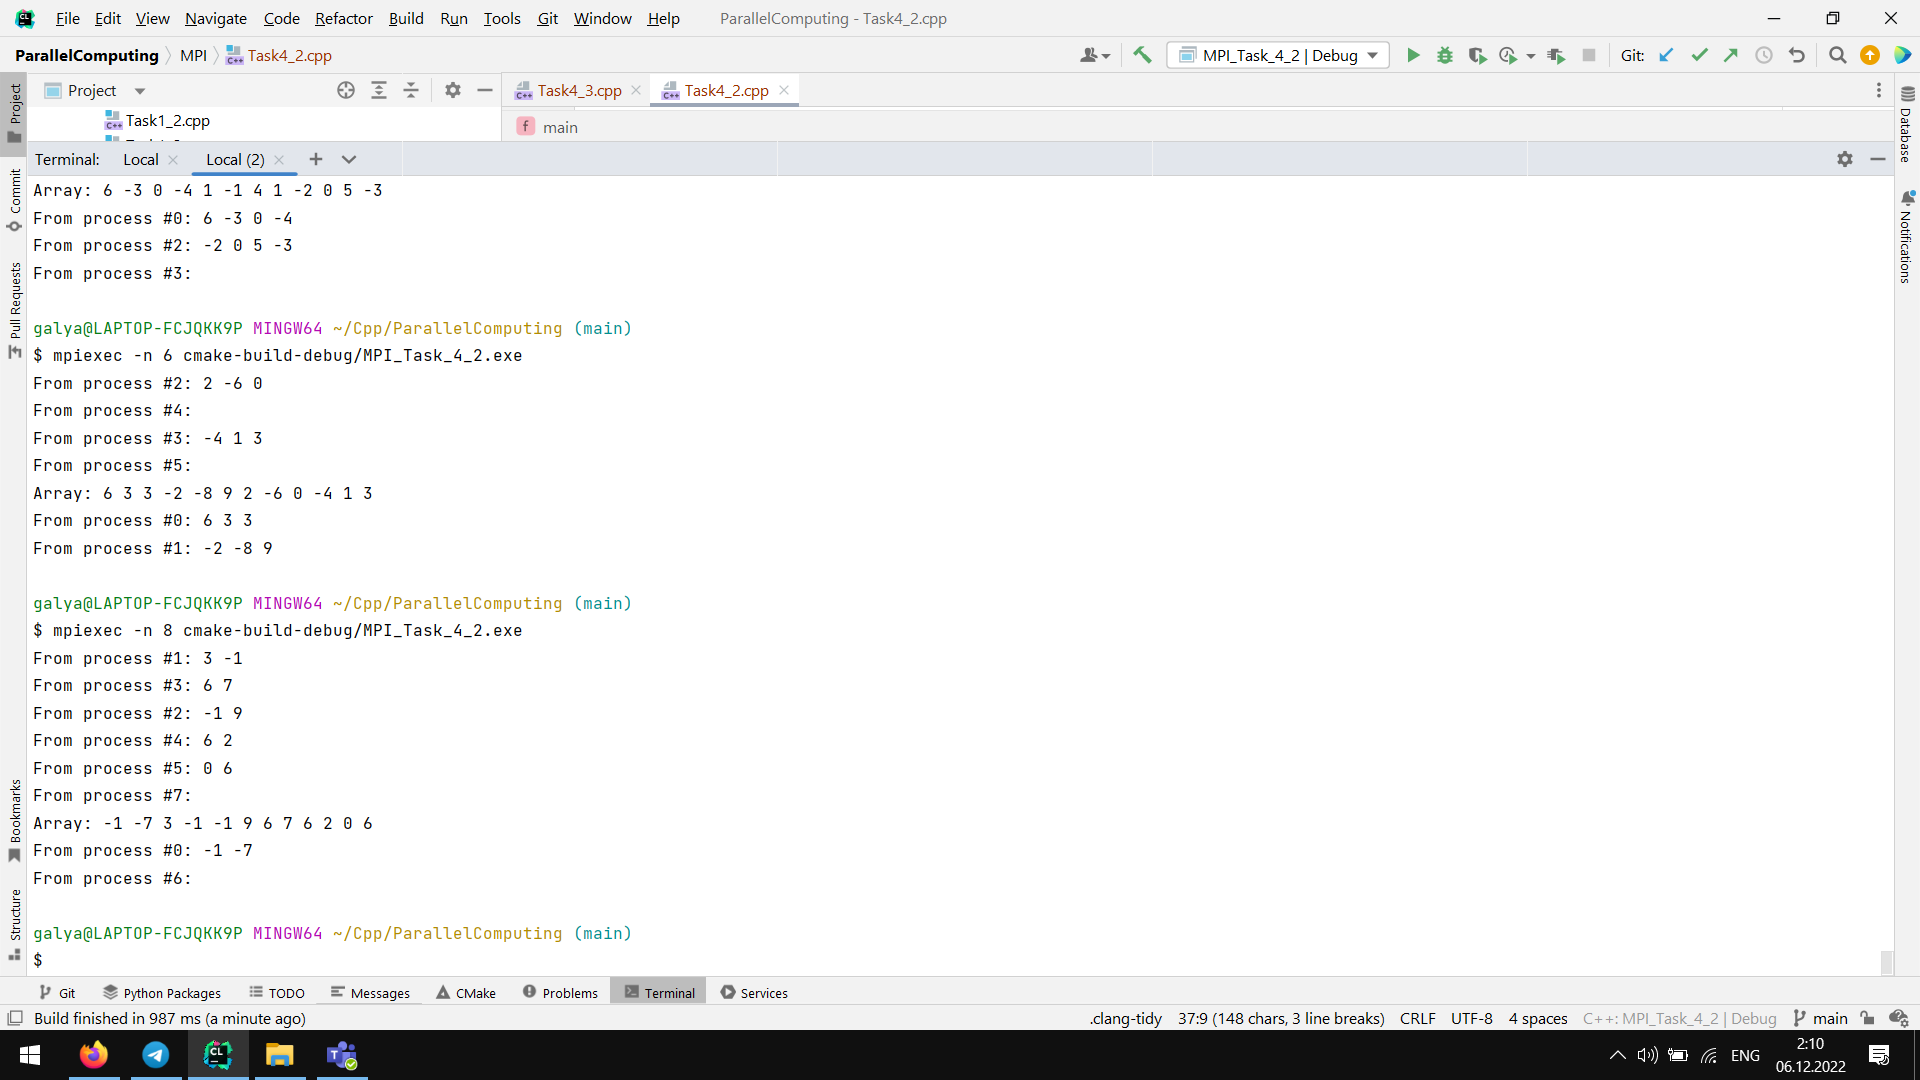 File Edit View Navigate Code Refactor Build Run Tools Git Window Help ParallelComputing - Task4_2.cpp
ParallelComputing MPI Task4_2.cpp MPI_Task_4_2 | Debug Git:
Project Task4_3.cpp Task4_2.cpp
Task1_2.cpp
main
Terminal: Local Local (2)
Array: 6 -3 0 -4 1 -1 4 1 -2 0 5 -3
From process #0: 6 -3 0 -4
From process #2: -2 0 5 -3
From process #3:
galya@LAPTOP-FCJQKK9P MINGW64 ~/Cpp/ParallelComputing (main)
$ mpiexec -n 6 cmake-build-debug/MPI_Task_4_2.exe
From process #2: 2 -6 0
From process #4:
From process #3: -4 1 3
From process #5:
Array: 6 3 3 -2 -8 9 2 -6 0 -4 1 3
From process #0: 6 3 3
From process #1: -2 -8 9
galya@LAPTOP-FCJQKK9P MINGW64 ~/Cpp/ParallelComputing (main)
$ mpiexec -n 8 cmake-build-debug/MPI_Task_4_2.exe
From process #1: 3 -1
From process #3: 6 7
From process #2: -1 9
From process #4: 6 2
From process #5: 0 6
From process #7:
Array: -1 -7 3 -1 -1 9 6 7 6 2 0 6
From process #0: -1 -7
From process #6:
galya@LAPTOP-FCJQKK9P MINGW64 ~/Cpp/ParallelComputing (main)
$
Project
Commit
Pull Requests
Bookmarks
Structure
Database
Notifications
Git Python Packages TODO Messages CMake Problems Terminal Services
Build finished in 987 ms (a minute ago) .clang-tidy 37:9 (148 chars, 3 line breaks) CRLF UTF-8 4 spaces C++: MPI_Task_4_2 | Debug main
ENG 2:10
06.12.2022